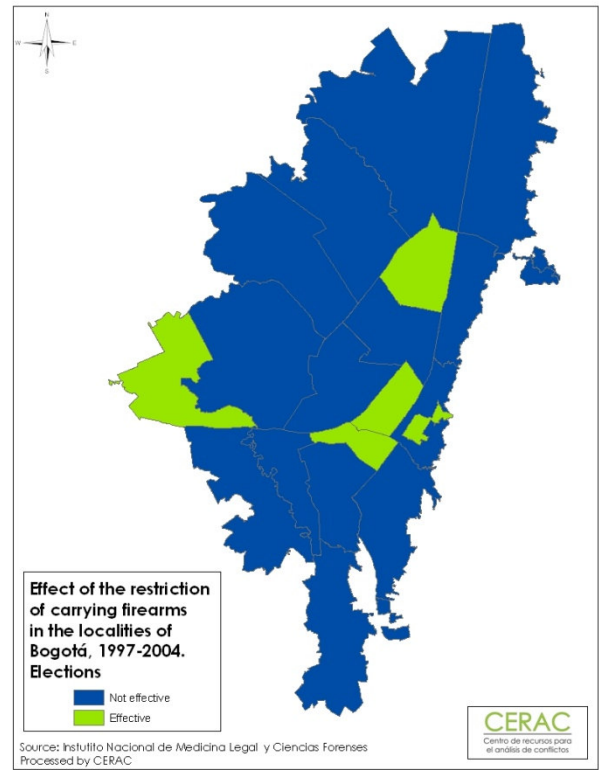 N
W
E
S
Effect of the restriction
of carrying firearms
in the localities of
Bogotá, 1997-2004.
Elections
Not effective
Effective
Source: Instutito Nacional de Medicina Legal y Ciencias Forenses
Processed by CERAC
CERAC
Centro de recursos para
el análisis de conflictos